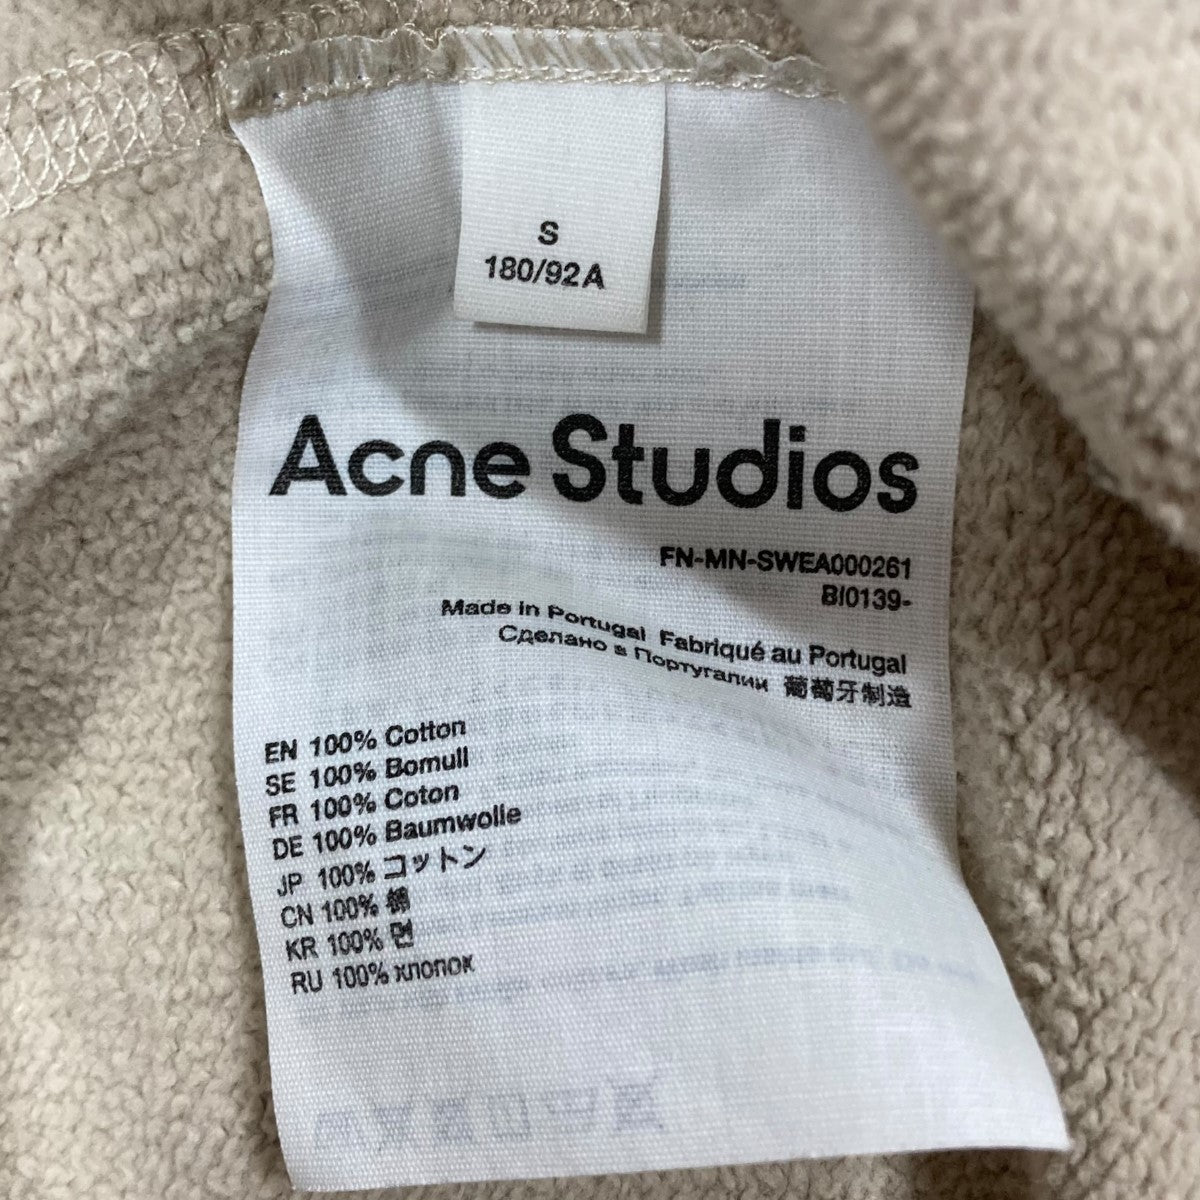 S
180/92A
Acne Studios
FN-MN-SWEA000261
BI0139-
Made in Portugal Fabriqué au Portugal
Сделано в Португалии 葡萄牙制造
EN 100% Cotton
SE 100% Bomull
FR 100% Coton
DE 100% Baumwolle
JP 100% コットン
CN 100% 棉
KR 100% 면
RU 100% хлопок